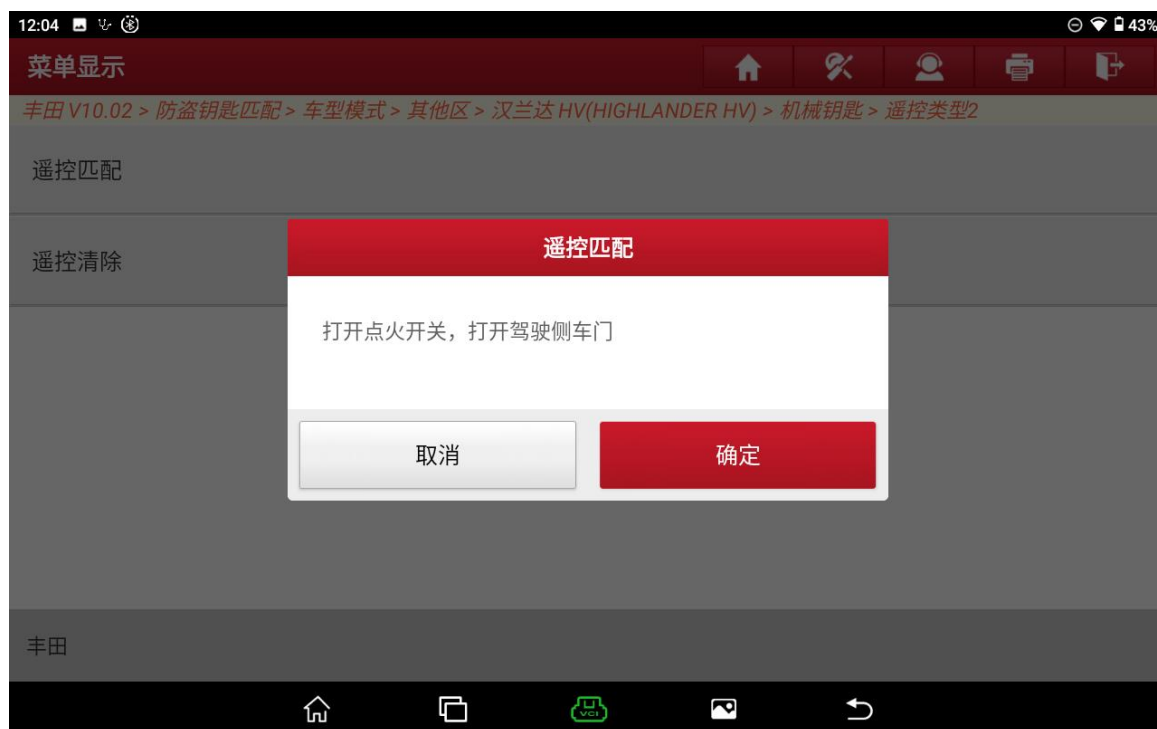 12:04
43%
菜单显示
丰田 V10.02 > 防盗钥匙匹配 > 车型模式 > 其他区 > 汉兰达 HV(HIGHLANDER HV) > 机械钥匙 > 遥控类型2
遥控匹配
遥控清除
遥控匹配
打开点火开关，打开驾驶侧车门
取消
确定
丰田
VCI